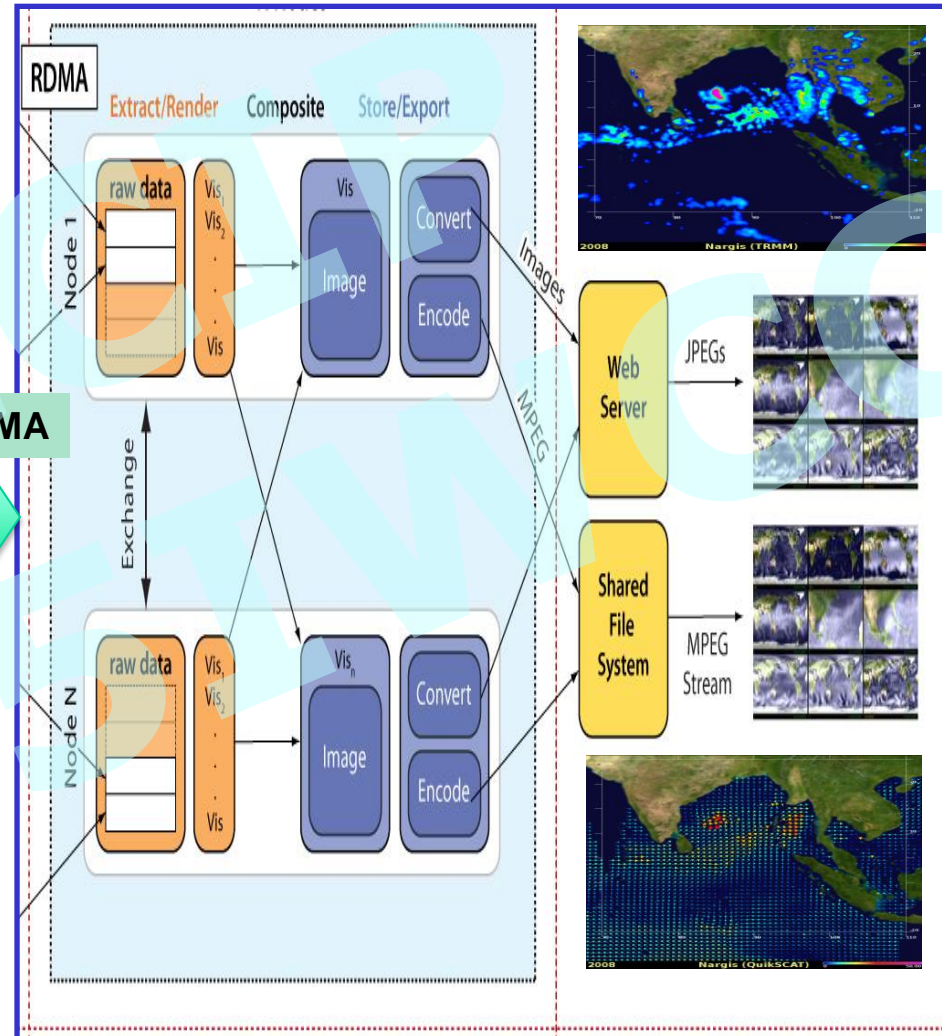 RDMA
Extract/Render
Composite
Store/Export
Node 1
raw data
Vis1
Vis2
.
.
.
Vis
Vis
Image
Convert
Encode
Images
MPEG
Web
Server
JPEGs
MA
Exchange
Node N
raw data
Vis1
Vis2
.
.
.
Vis
Visn
Image
Convert
Encode
Shared
File
System
MPEG
Stream
2008
Nargis (TRMM)
2008
Nargis (QuikSCAT)
CIP
STWCC